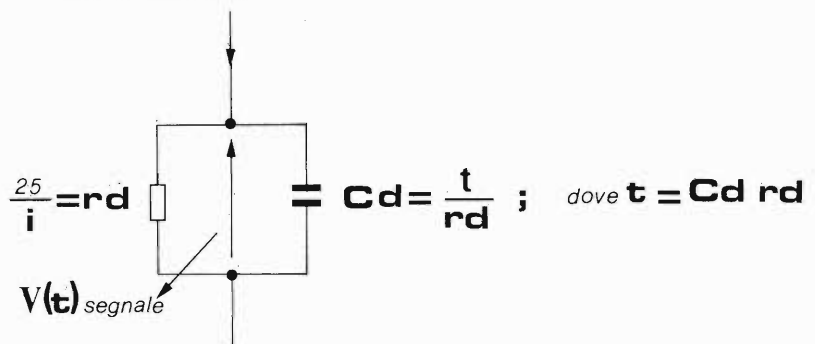 25/i = rd
Cd = t/rd ; dove t = Cd rd
V(t) segnale